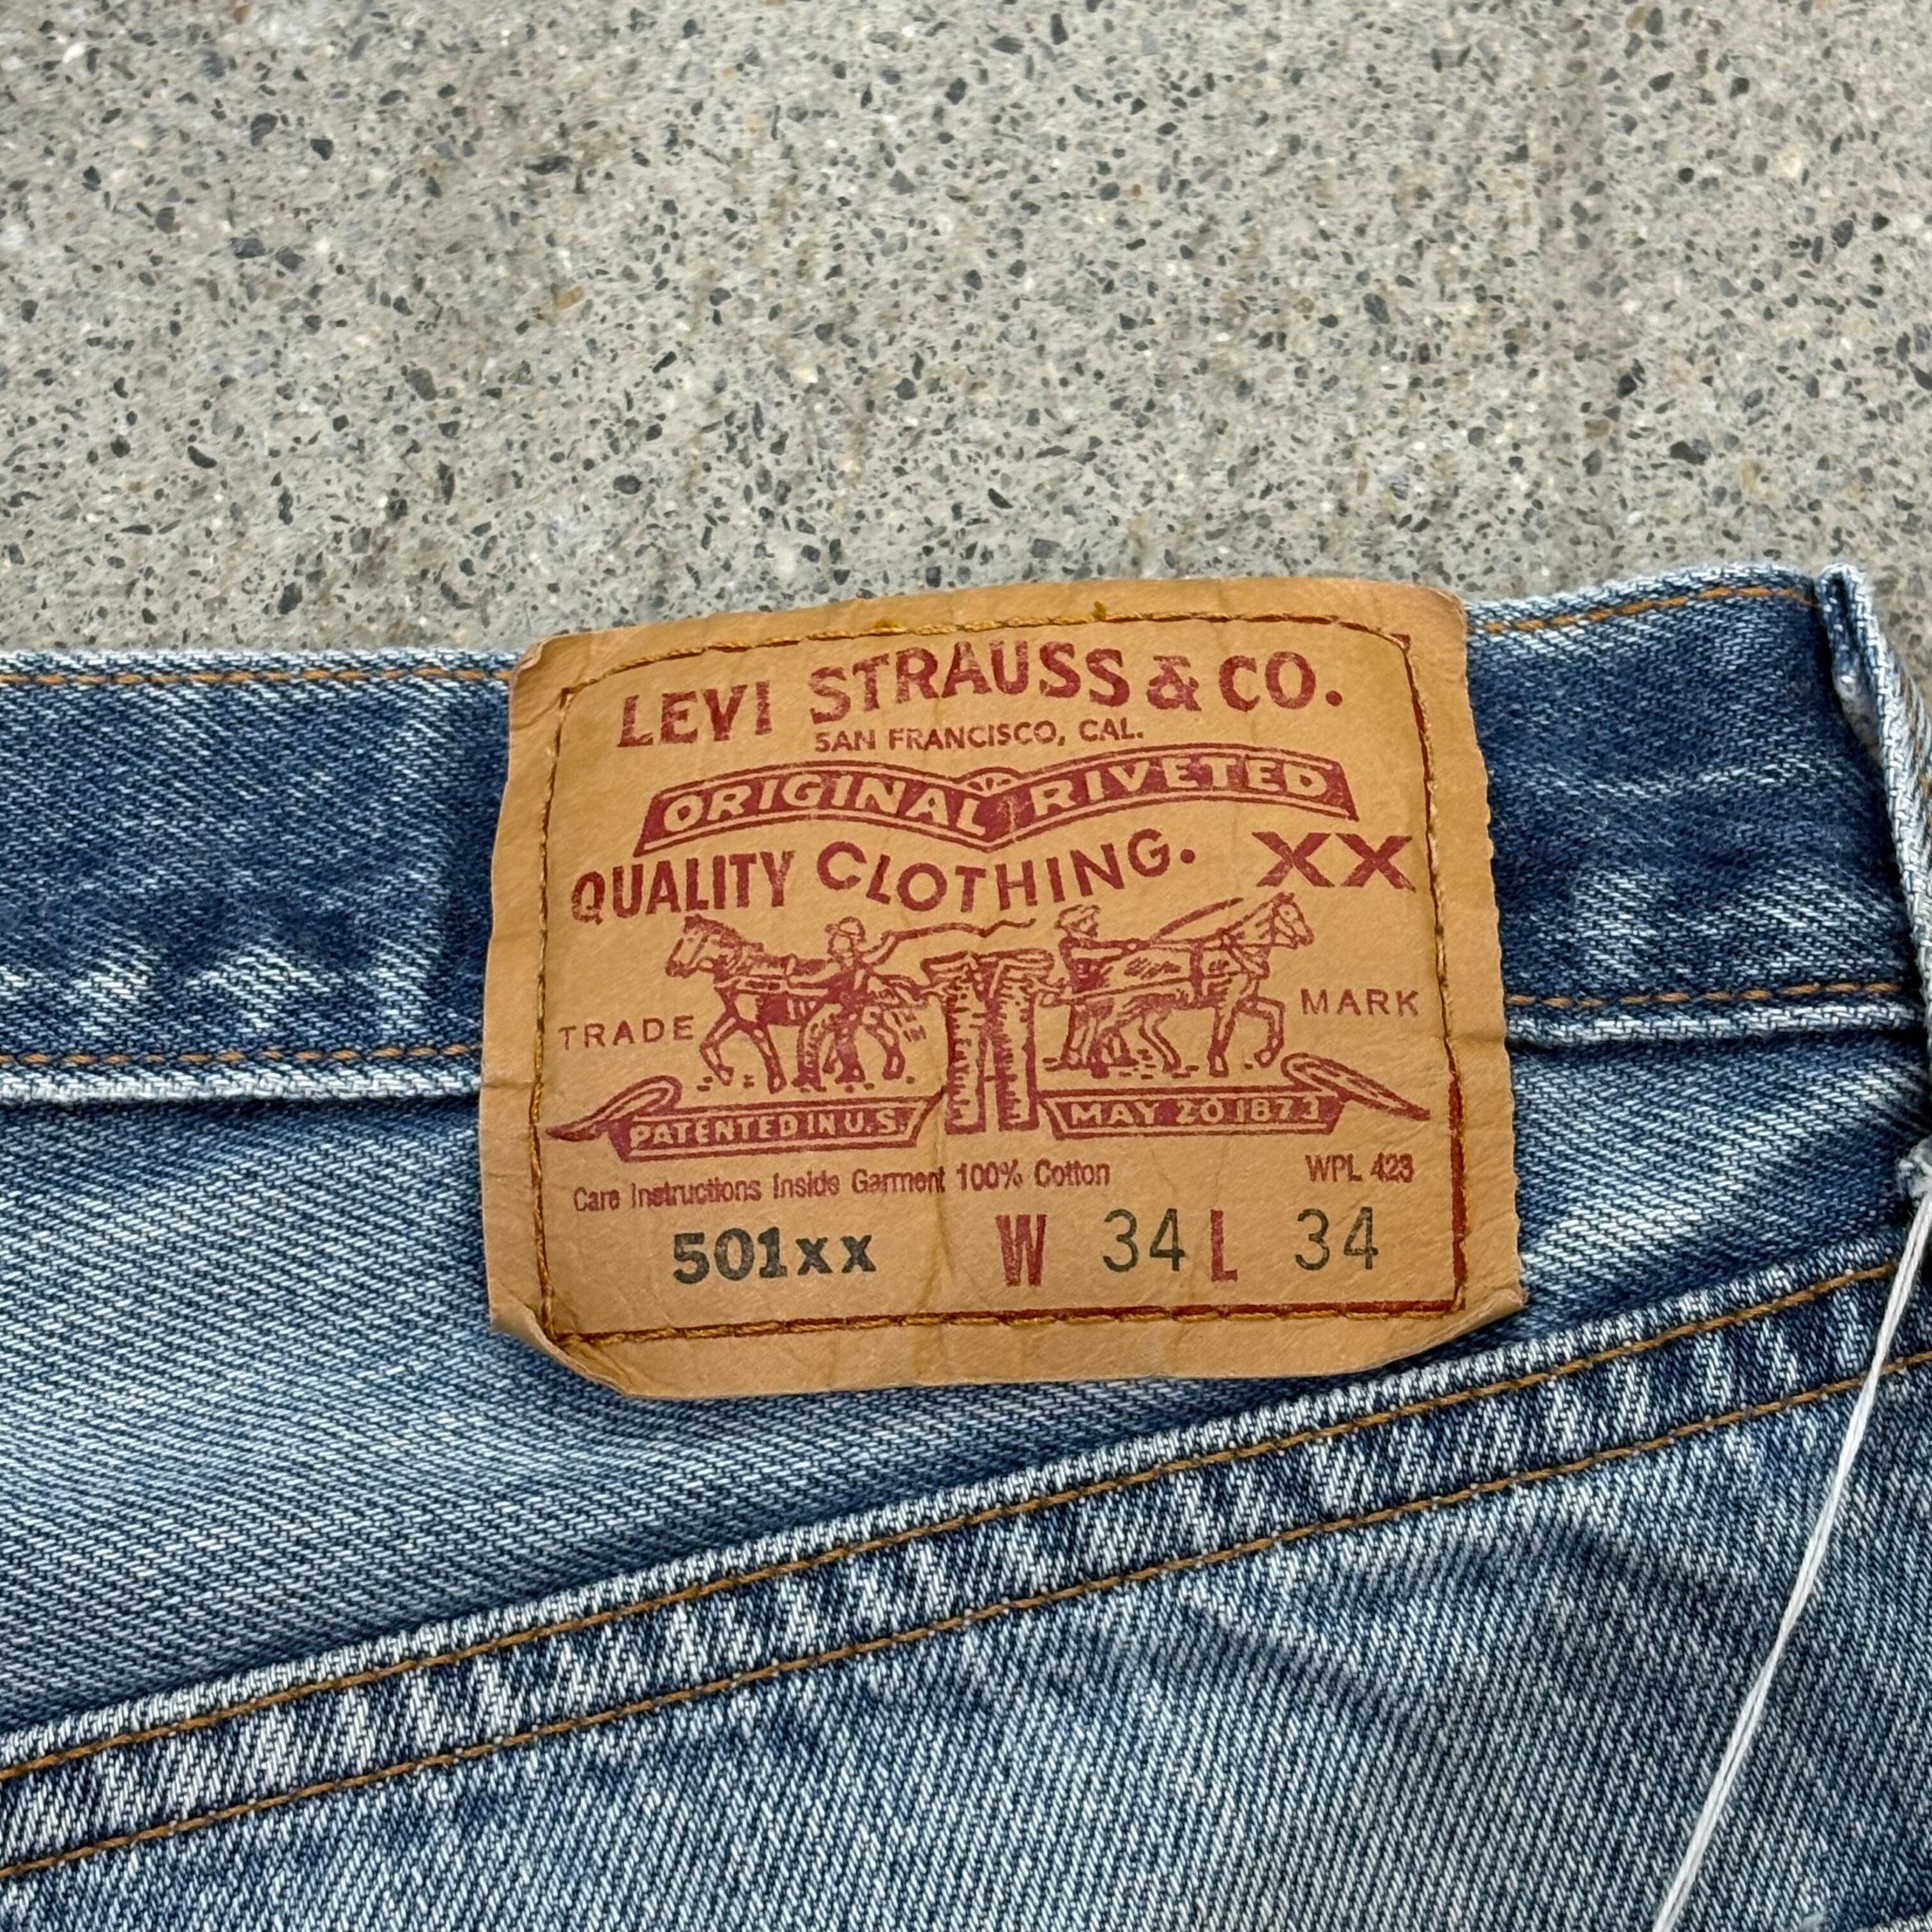 LEVI STRAUSS & CO.
SAN FRANCISCO, CAL.
ORIGINAL RIVETED
QUALITY CLOTHING. XX
TRADE MARK
PATENTED IN U.S. MAY 20 1873
Care Instructions Inside Garment 100% Cotton WPL 423
501xx W 34 L 34